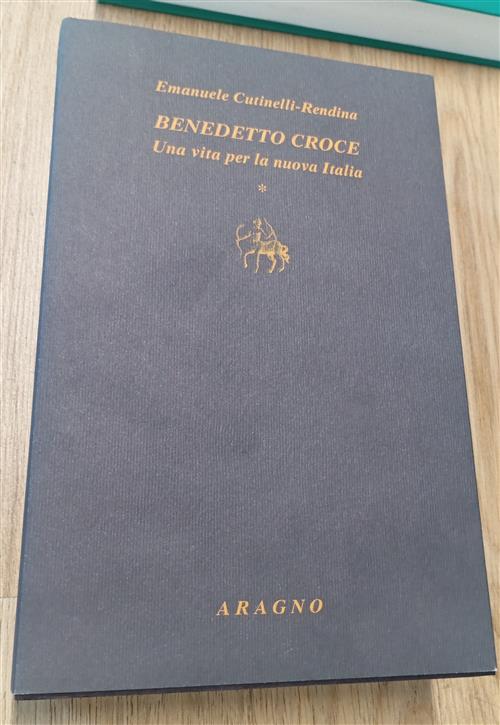 Emanuele Cutinelli-Rendina
BENEDETTO CROCE
Una vita per la nuova Italia
*
ARAGNO